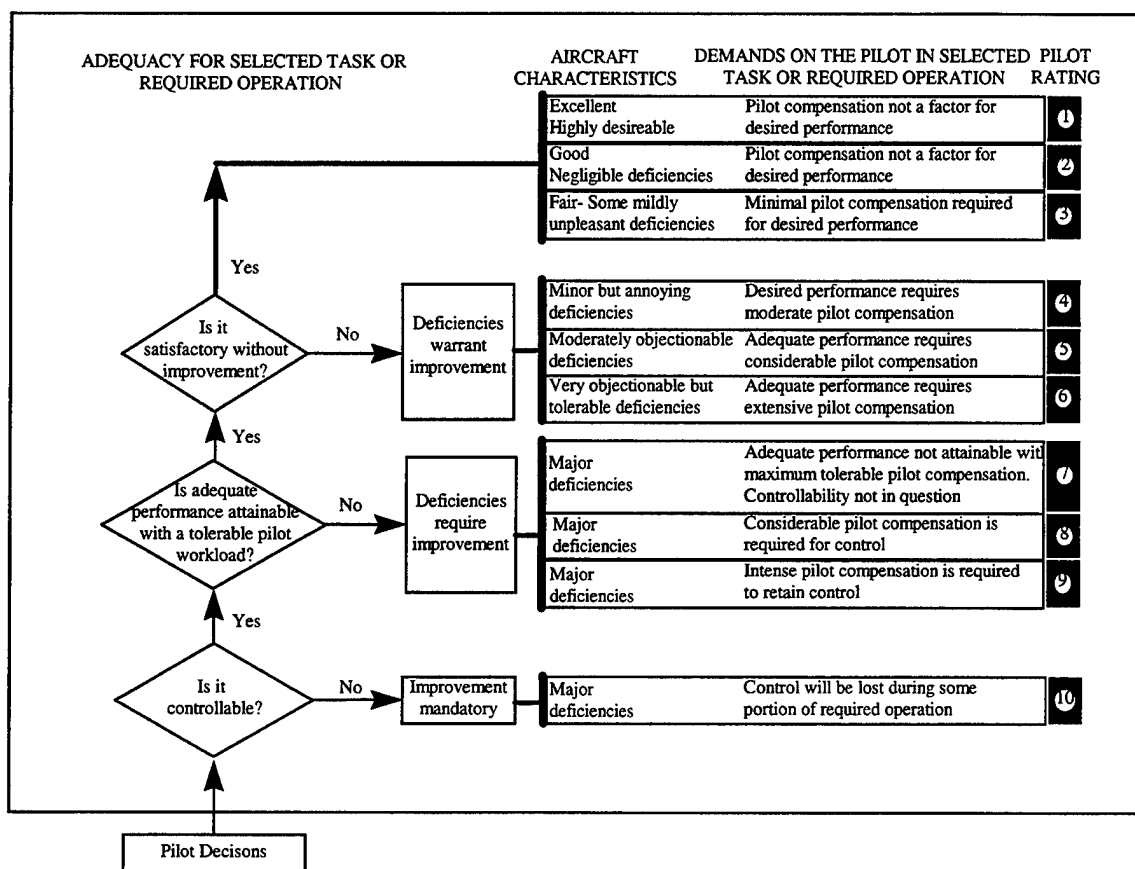 ADEQUACY FOR SELECTED TASK OR
REQUIRED OPERATION
AIRCRAFT
CHARACTERISTICS
DEMANDS ON THE PILOT IN SELECTED
TASK OR REQUIRED OPERATION
PILOT
RATING
Excellent
Highly desireable
Pilot compensation not a factor for
desired performance
1
Good
Negligible deficiencies
Pilot compensation not a factor for
desired performance
2
Fair- Some mildly
unpleasant deficiencies
Minimal pilot compensation required
for desired performance
3
Yes
Is it
satisfactory without
improvement?
No
Deficiencies
warrant
improvement
Minor but annoying
deficiencies
Desired performance requires
moderate pilot compensation
4
Moderately objectionable
deficiencies
Adequate performance requires
considerable pilot compensation
5
Very objectionable but
tolerable deficiencies
Adequate performance requires
extensive pilot compensation
6
Yes
Is adequate
performance attainable
with a tolerable pilot
workload?
No
Deficiencies
require
improvement
Major
deficiencies
Adequate performance not attainable with
maximum tolerable pilot compensation.
Controllability not in question
7
Major
deficiencies
Considerable pilot compensation is
required for control
8
Major
deficiencies
Intense pilot compensation is required
to retain control
9
Yes
Is it
controllable?
No
Improvement
mandatory
Major
deficiencies
Control will be lost during some
portion of required operation
10
Pilot Decisons